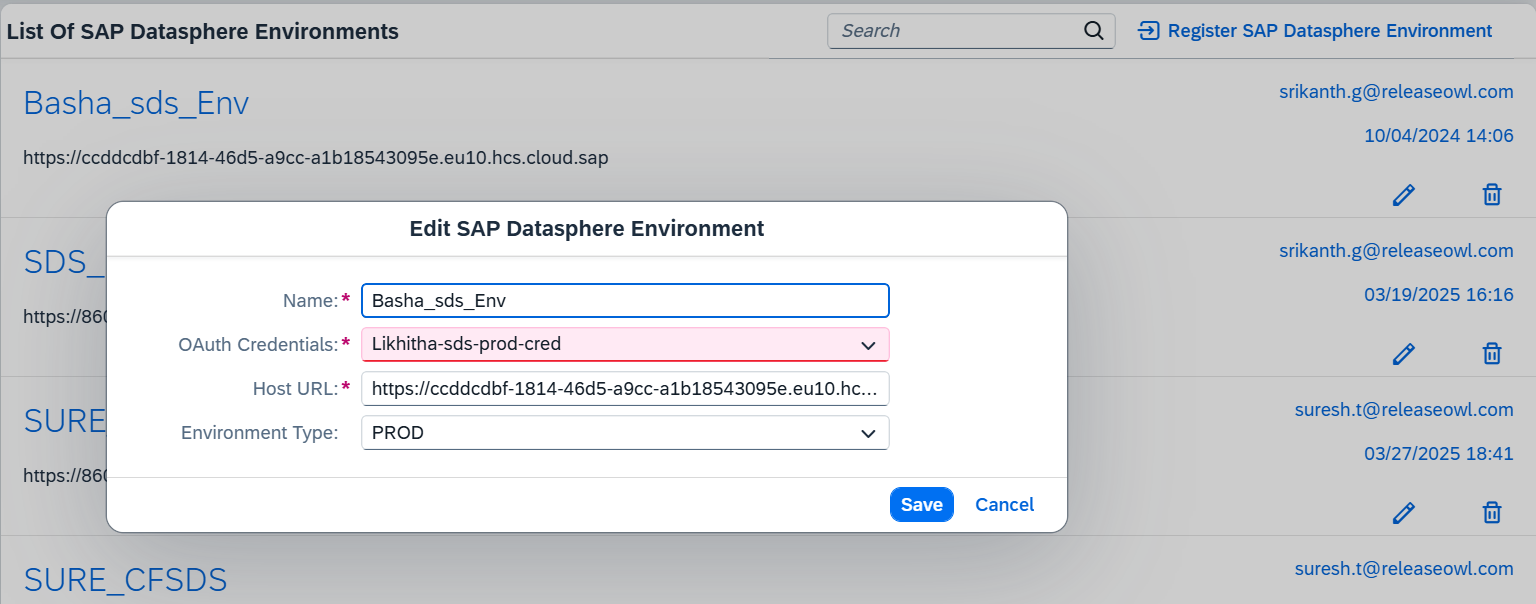 List Of SAP Datasphere Environments
Search
Register SAP Datasphere Environment
Basha_sds_Env
srikanth.g@releaseowl.com
https://ccddcdbf-1814-46d5-a9cc-a1b18543095e.eu10.hcs.cloud.sap
10/04/2024 14:06
Edit SAP Datasphere Environment
Name:*
Basha_sds_Env
OAuth Credentials:*
Likhitha-sds-prod-cred
Host URL:*
https://ccddcdbf-1814-46d5-a9cc-a1b18543095e.eu10.hc...
Environment Type:
PROD
Save
Cancel
SDS_
srikanth.g@releaseowl.com
https://860
03/19/2025 16:16
SURE
suresh.t@releaseowl.com
https://860
03/27/2025 18:41
SURE_CFSDS
suresh.t@releaseowl.com